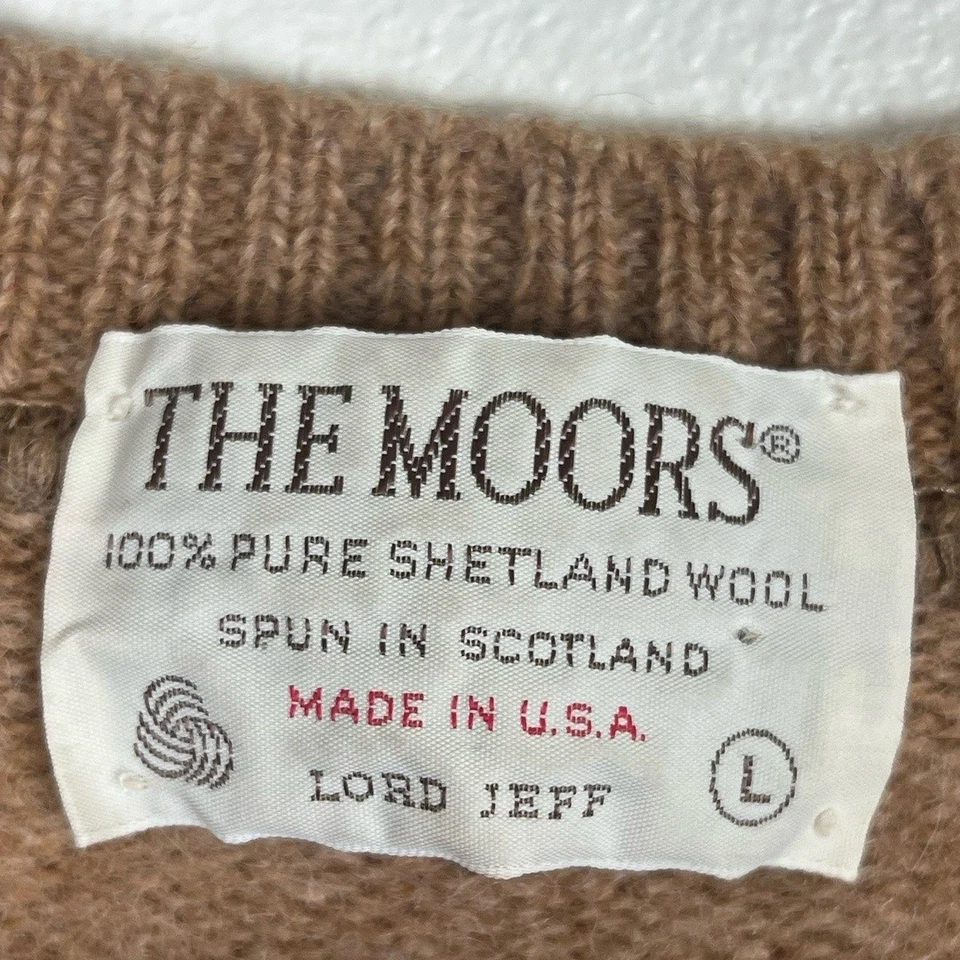 THE MOORS®
100% PURE SHETLAND WOOL
SPUN IN SCOTLAND
MADE IN U.S.A.
LORD JEFF
L